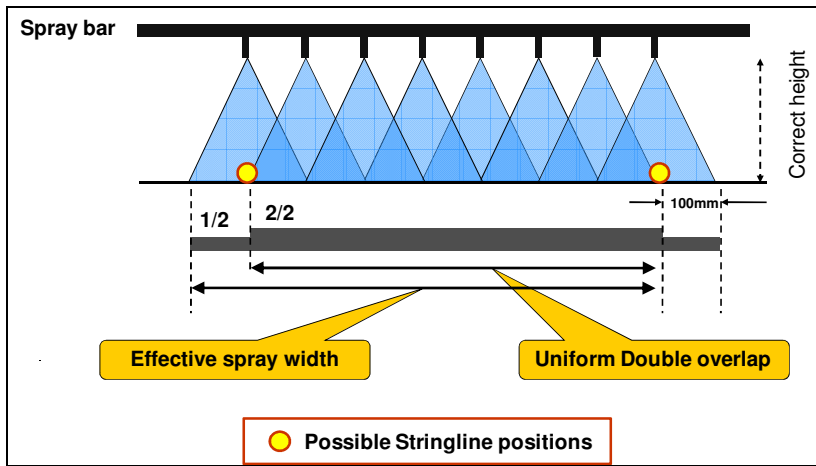 Spray bar
Correct height
1/2
2/2
100mm
Effective spray width
Uniform Double overlap
Possible Stringline positions